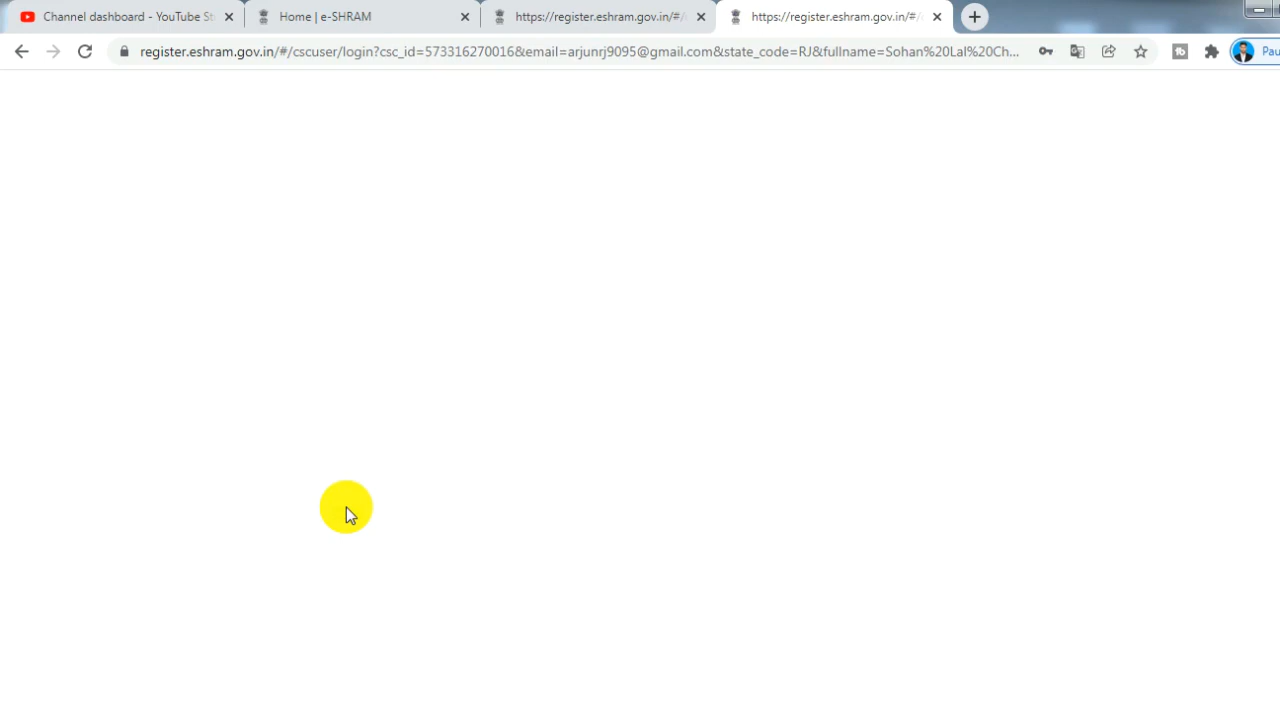 Channel dashboard - YouTube St
Home | e-SHRAM
https://register.eshram.gov.in/#/
https://register.eshram.gov.in/#/
register.eshram.gov.in/#/cscuser/login?csc_id=573316270016&email=arjunrj9095@gmail.com&state_code=RJ&fullname=Sohan%20Lal%20Ch...
Pau